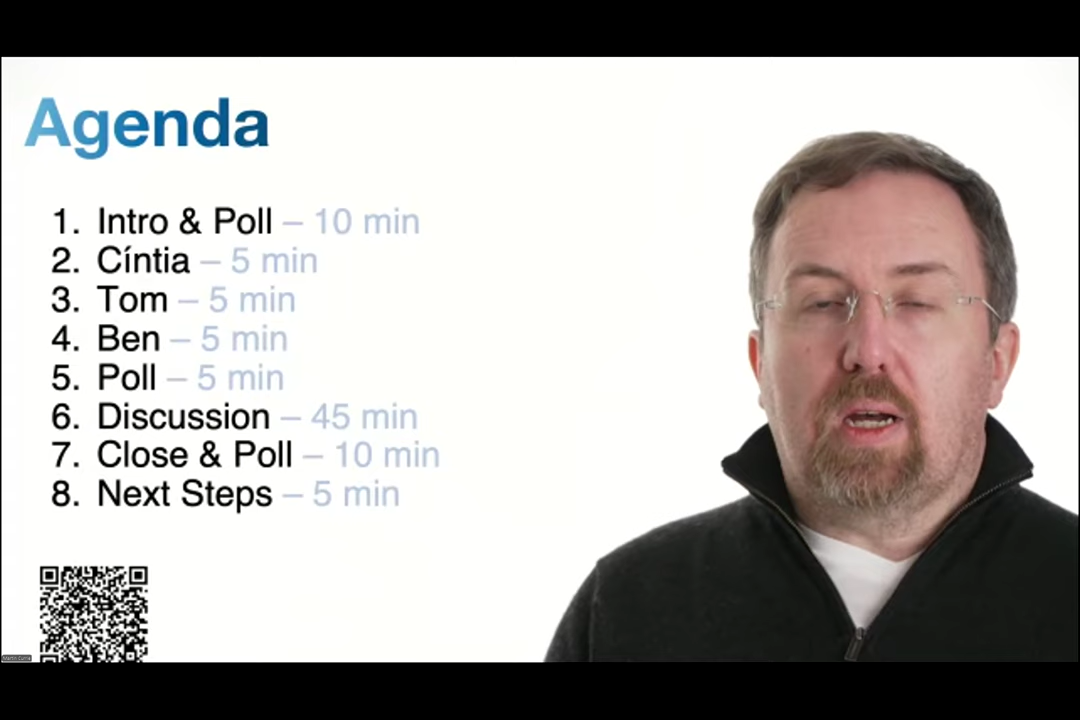 Agenda
1. Intro & Poll – 10 min
2. Cíntia – 5 min
3. Tom – 5 min
4. Ben – 5 min
5. Poll – 5 min
6. Discussion – 45 min
7. Close & Poll – 10 min
8. Next Steps – 5 min